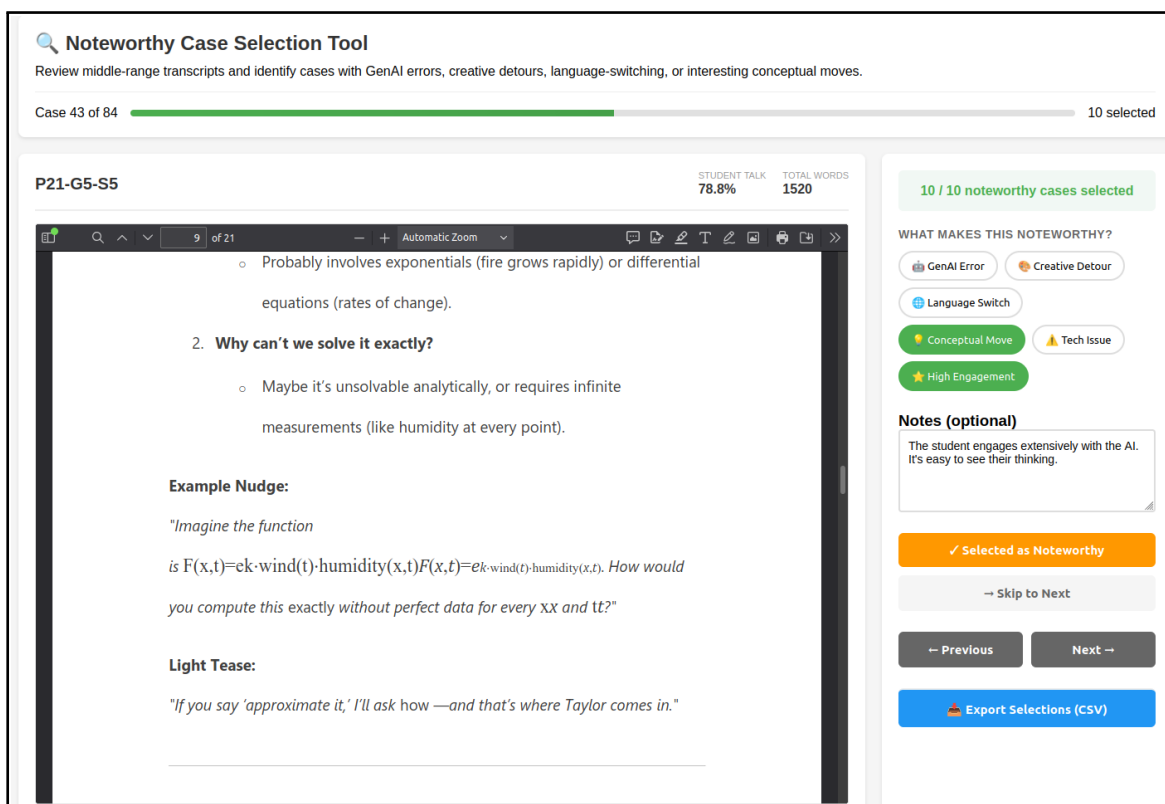 🔍 Noteworthy Case Selection Tool
Review middle-range transcripts and identify cases with GenAI errors, creative detours, language-switching, or interesting conceptual moves.
Case 43 of 84
10 selected
P21-G5-S5
STUDENT TALK
78.8%
TOTAL WORDS
1520
9 of 21
Automatic Zoom
○ Probably involves exponentials (fire grows rapidly) or differential
equations (rates of change).
2. Why can’t we solve it exactly?
○ Maybe it’s unsolvable analytically, or requires infinite
measurements (like humidity at every point).
Example Nudge:
"Imagine the function
is F(x,t)=ek⋅wind(t)⋅humidity(x,t)F(x,t)=ek⋅wind(t)⋅humidity(x,t). How would
you compute this exactly without perfect data for every xx and tt?"
Light Tease:
"If you say ‘approximate it,’ I’ll ask how —and that’s where Taylor comes in."
10 / 10 noteworthy cases selected
WHAT MAKES THIS NOTEWORTHY?
🤖 GenAI Error
🎨 Creative Detour
🌐 Language Switch
💡 Conceptual Move
⚠️ Tech Issue
⭐ High Engagement
Notes (optional)
The student engages extensively with the AI.
It's easy to see their thinking.
✓ Selected as Noteworthy
→ Skip to Next
← Previous
Next →
📥 Export Selections (CSV)